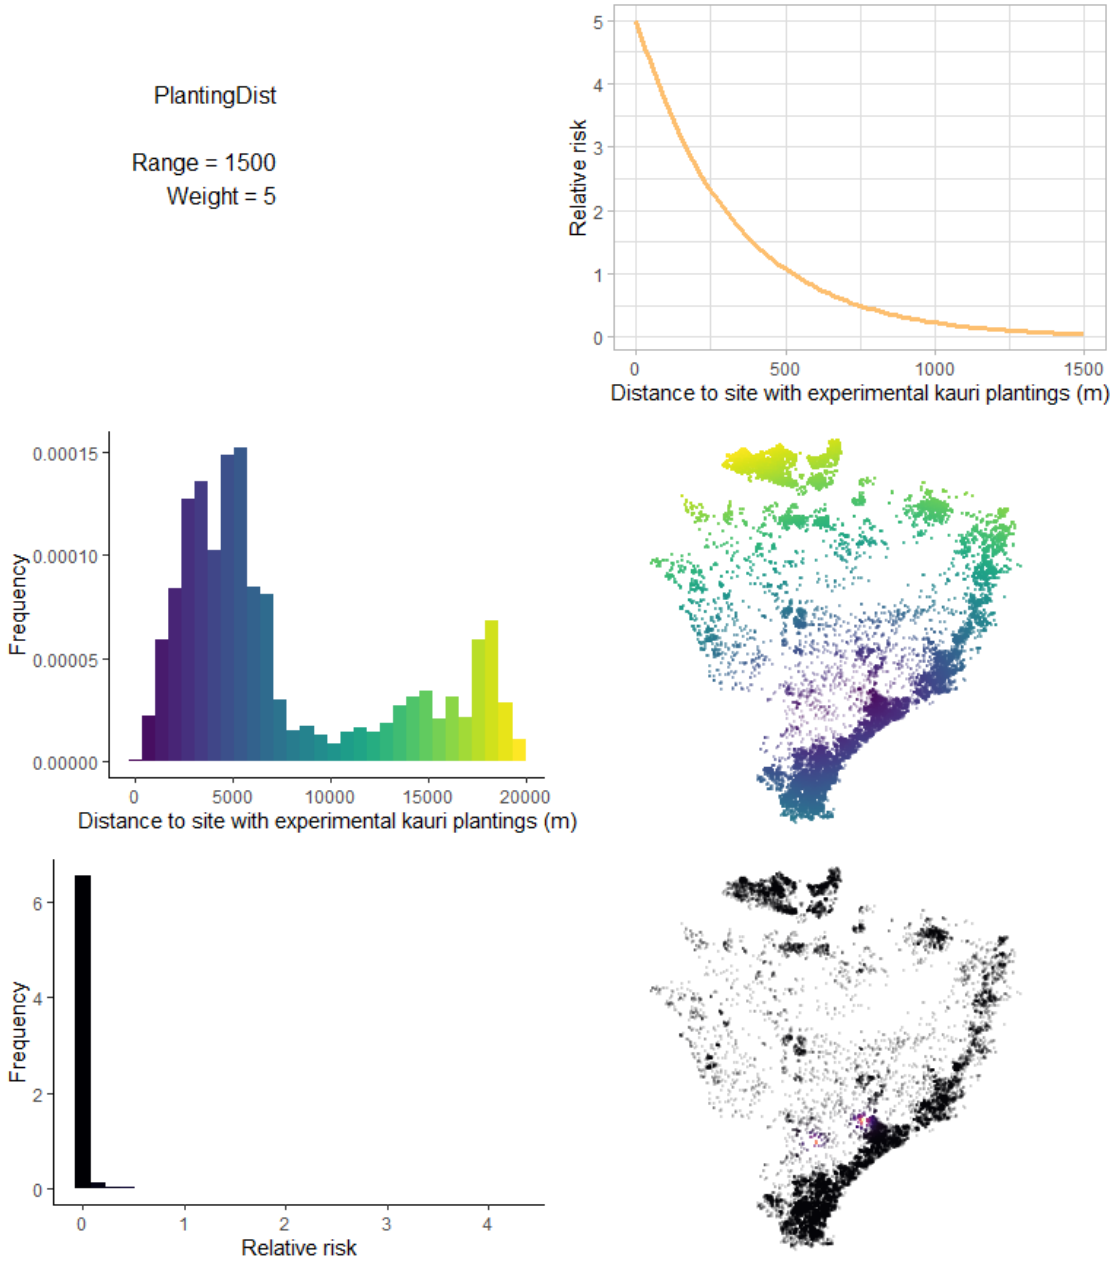 PlantingDist
Range = 1500
Weight = 5
5
4
3
2
1
0
Relative risk
0 500 1000 1500
Distance to site with experimental kauri plantings (m)
0.00015
0.00010
0.00005
0.00000
Frequency
0 5000 10000 15000 20000
Distance to site with experimental kauri plantings (m)
6
4
2
0
Frequency
0 1 2 3 4
Relative risk